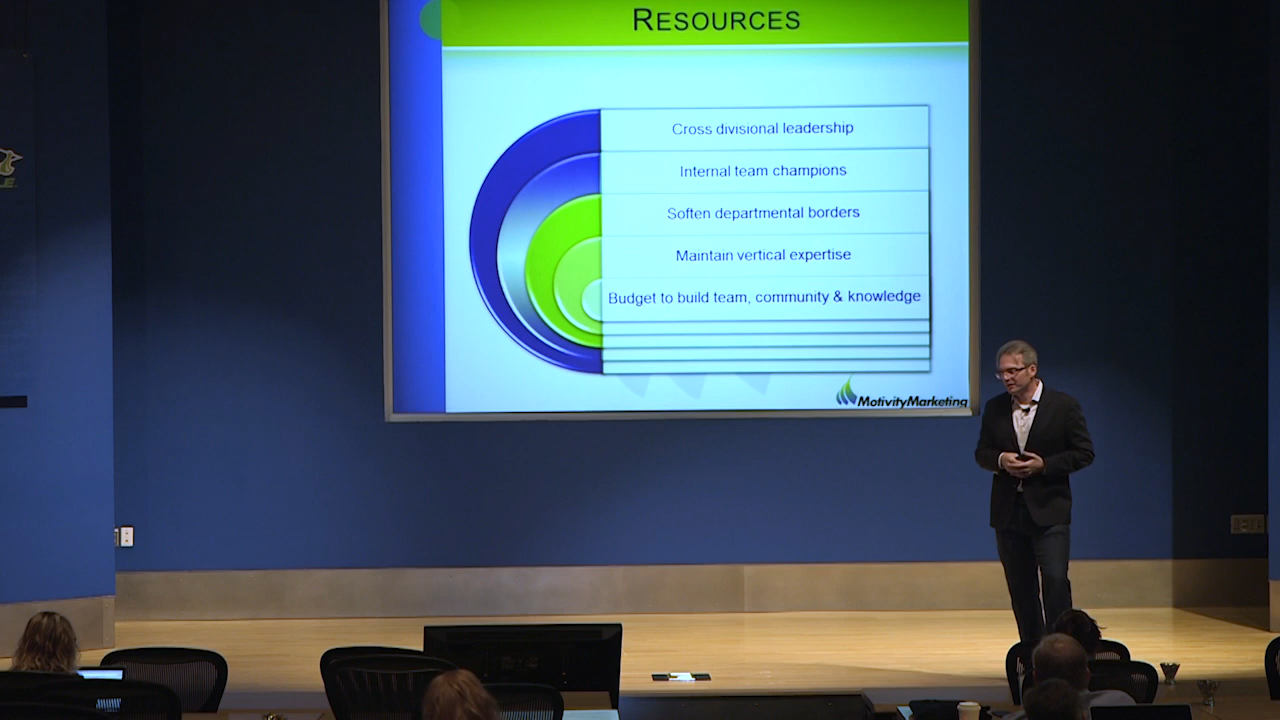 RESOURCES
Cross divisional leadership
Internal team champions
Soften departmental borders
Maintain vertical expertise
Budget to build team, community & knowledge
MotivityMarketing